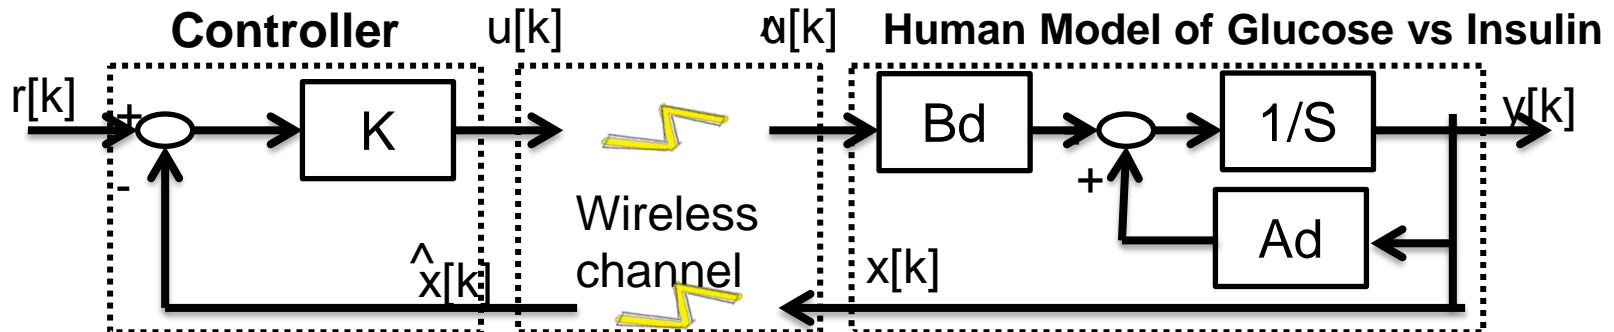 Controller
u[k]
û[k]
Human Model of Glucose vs Insulin
r[k]
+
K
Bd
1/S
y[k]
-
+
Wireless
channel
Ad
x̂[k]
x[k]